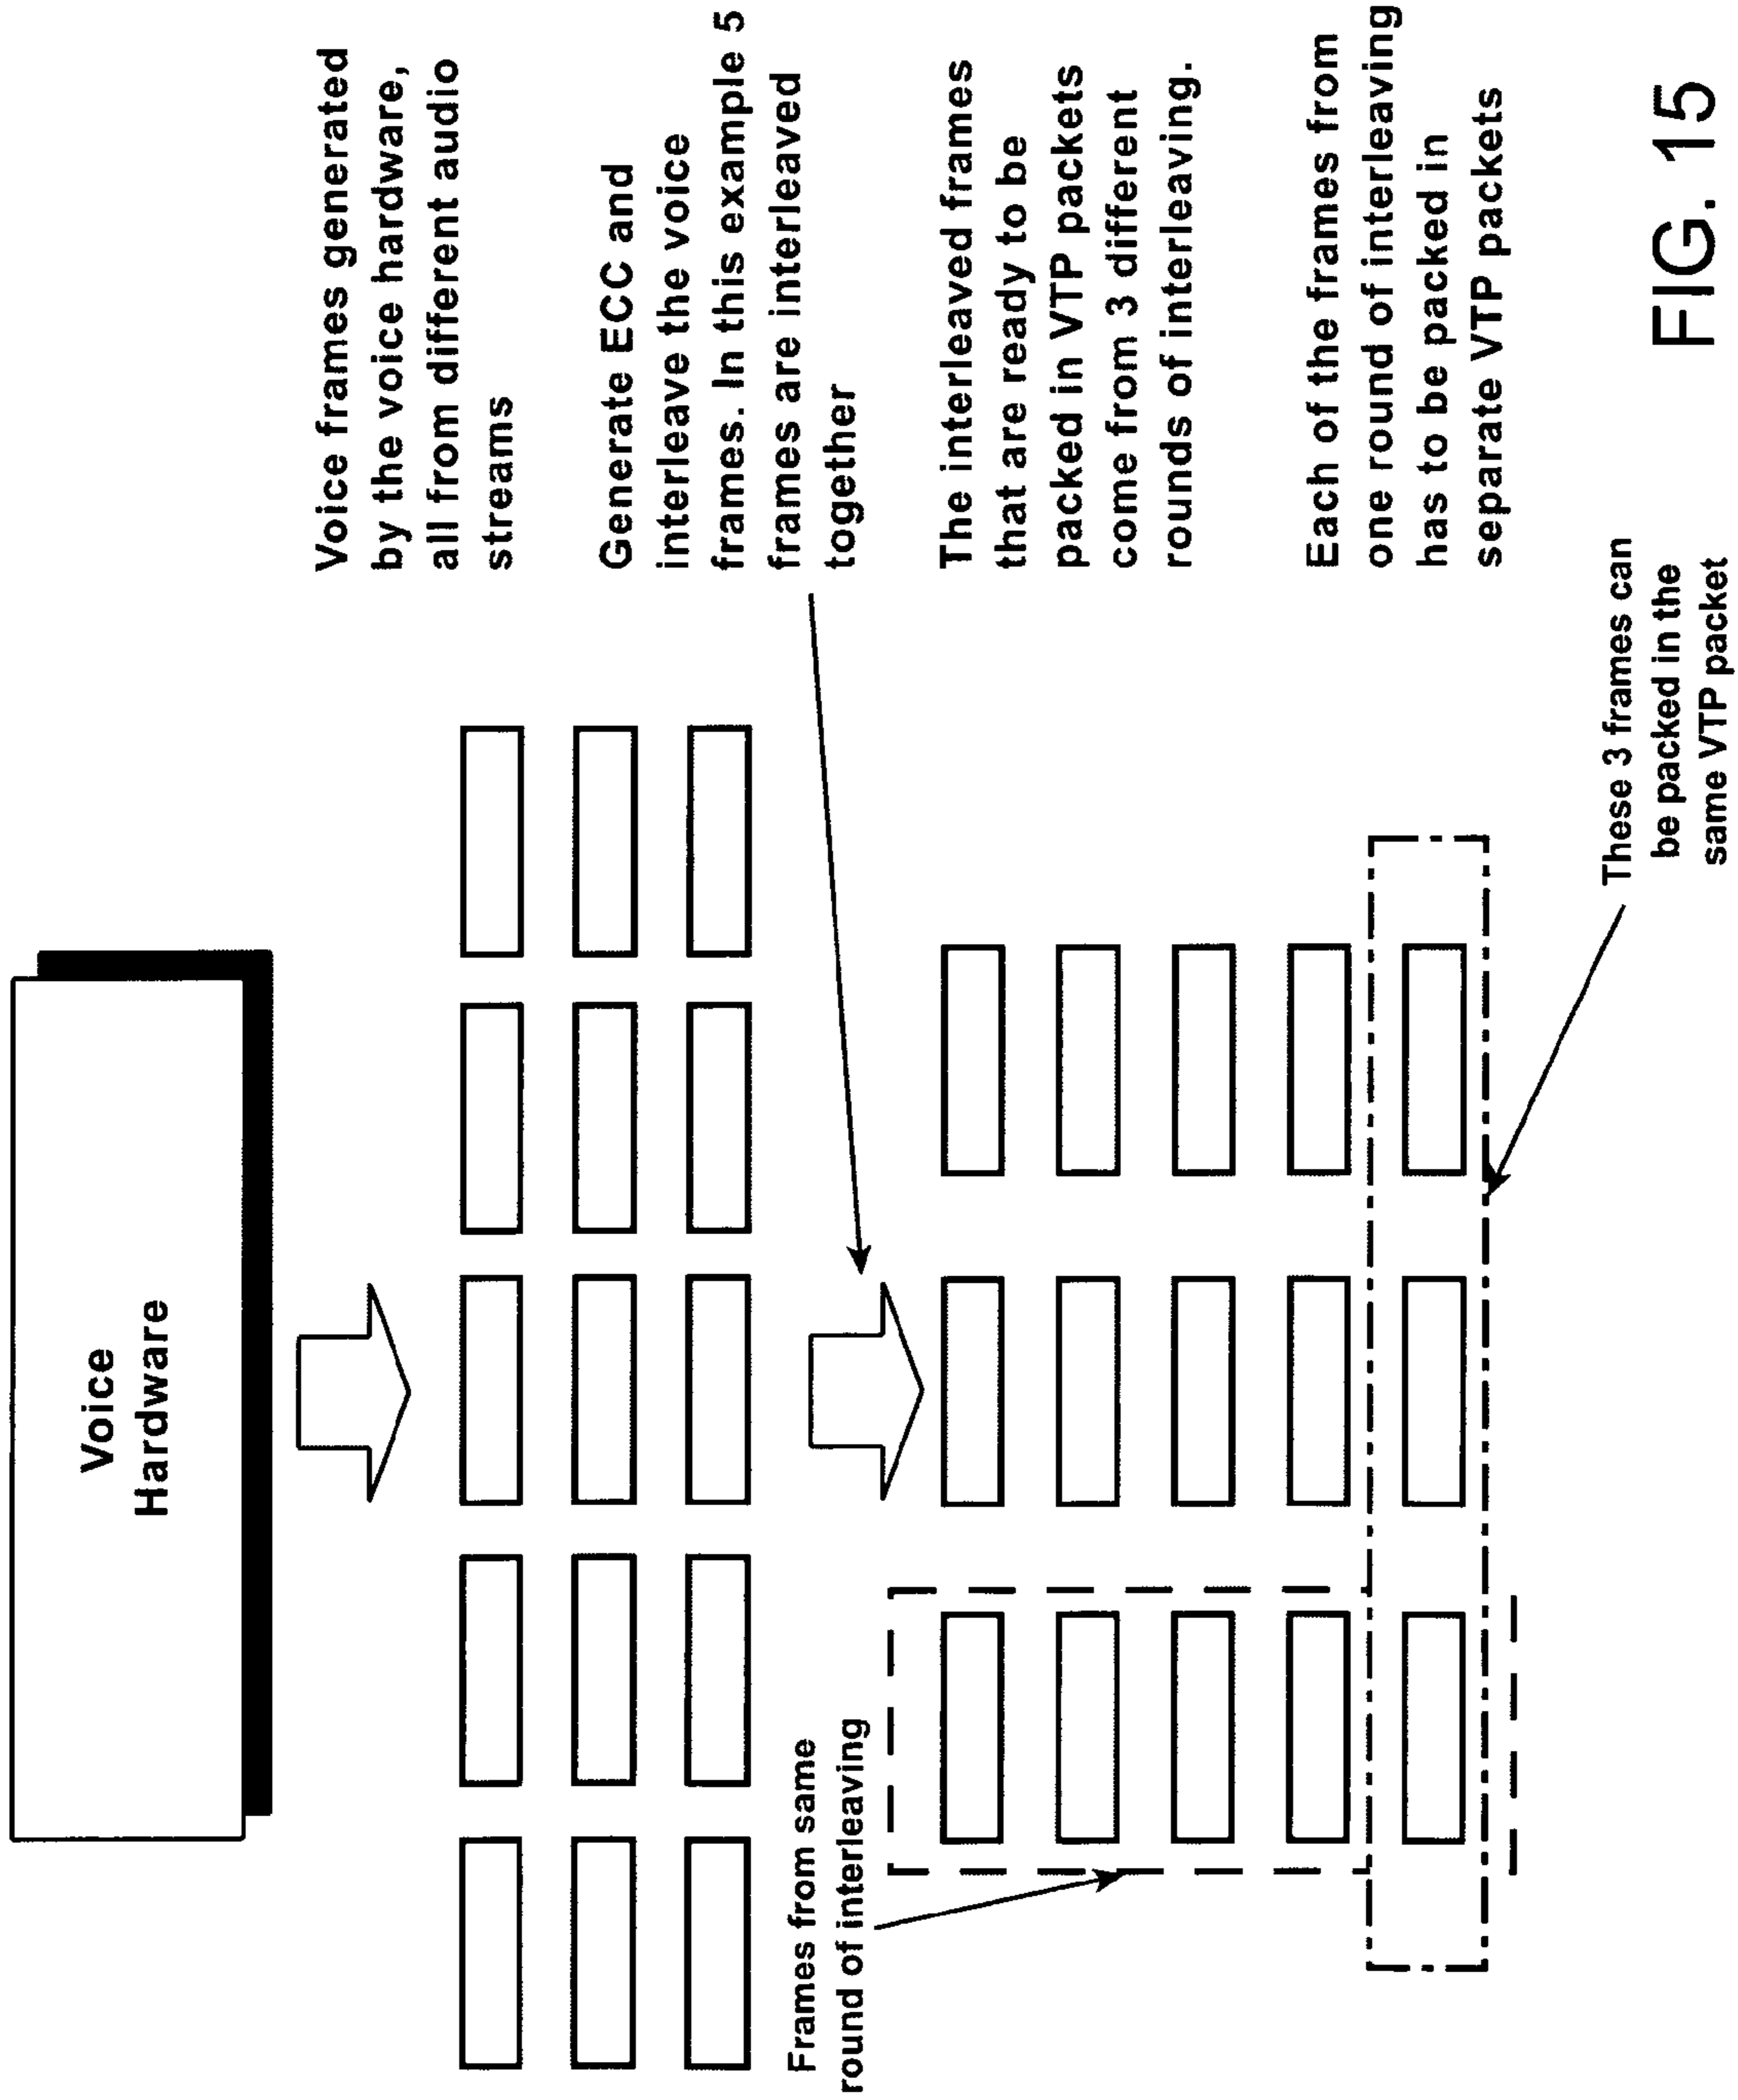 Voice
Hardware
Voice frames generated
by the voice hardware,
all from different audio
streams
Generate ECC and
interleave the voice
frames. In this example 5
frames are interleaved
together
Frames from same
round of interleaving
The interleaved frames
that are ready to be
packed in VTP packets
come from 3 different
rounds of interleaving.
Each of the frames from
one round of interleaving
has to be packed in
separate VTP packets
These 3 frames can
be packed in the
same VTP packet
FIG. 15